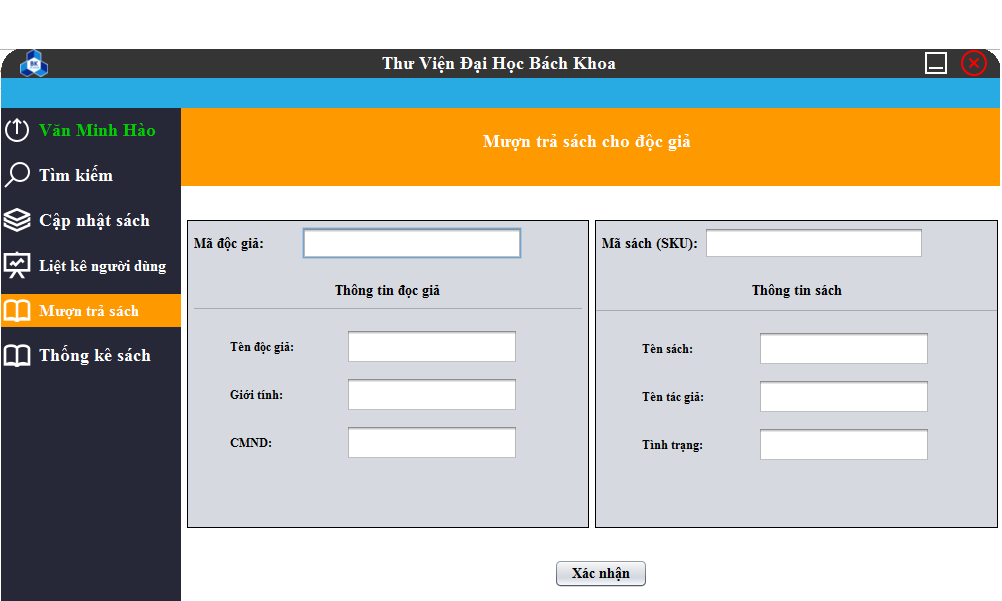 BK
Thư Viện Đại Học Bách Khoa
Văn Minh Hào
Tìm kiếm
Cập nhật sách
Liệt kê người dùng
Mượn trả sách
Thống kê sách
Mượn trả sách cho độc giả
Mã độc giả:
Thông tin đọc giả
Tên độc giả:
Giới tính:
CMND:
Mã sách (SKU):
Thông tin sách
Tên sách:
Tên tác giả:
Tình trạng:
Xác nhận